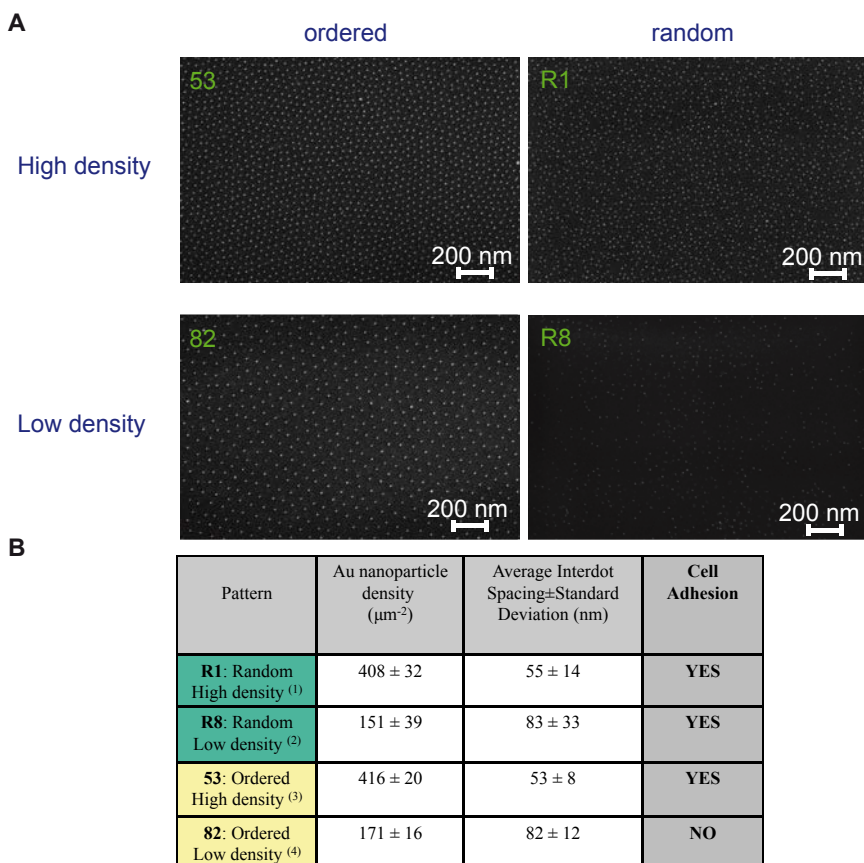 A
ordered
random
High density
53
200 nm
R1
200 nm
Low density
82
200 nm
R8
200 nm
B
Pattern
Au nanoparticle
density
(μm⁻²)
Average Interdot
Spacing±Standard
Deviation (nm)
Cell
Adhesion
R1: Random
High density ⁽¹⁾
408 ± 32
55 ± 14
YES
R8: Random
Low density ⁽²⁾
151 ± 39
83 ± 33
YES
53: Ordered
High density ⁽³⁾
416 ± 20
53 ± 8
YES
82: Ordered
Low density ⁽⁴⁾
171 ± 16
82 ± 12
NO